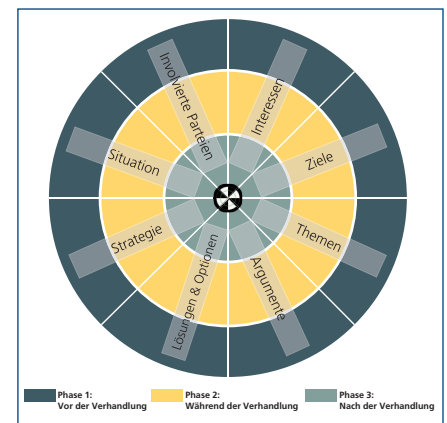 Involvierte Parteien
Interessen
Situation
Ziele
Strategie
Themen
Lösungen & Optionen
Argumente
Phase 1:
Vor der Verhandlung
Phase 2:
Während der Verhandlung
Phase 3:
Nach der Verhandlung